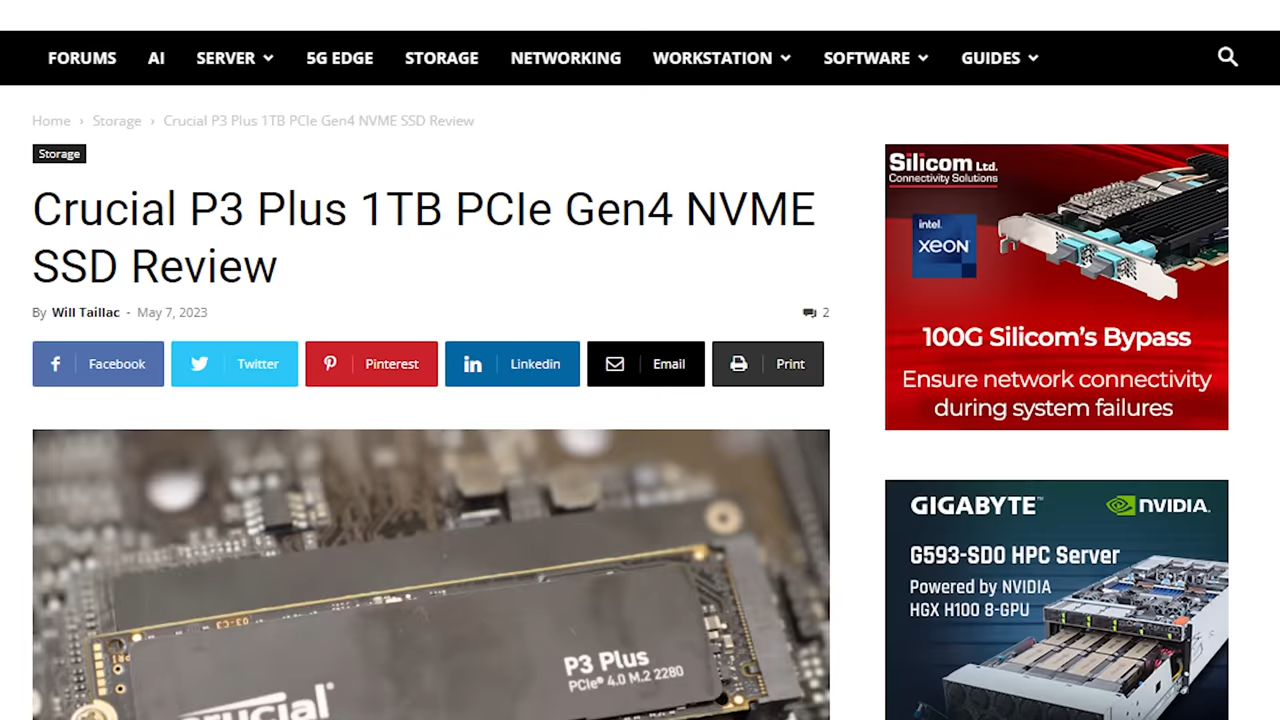 FORUMS AI SERVER 5G EDGE STORAGE NETWORKING WORKSTATION SOFTWARE GUIDES
Home › Storage › Crucial P3 Plus 1TB PCIe Gen4 NVME SSD Review
Storage
Crucial P3 Plus 1TB PCIe Gen4 NVME
SSD Review
By Will Taillac - May 7, 2023
2
Facebook Twitter Pinterest Linkedin Email Print
03-C3
P3 Plus
PCIe® 4.0 M.2 2280
crucial®
Silicom Ltd.
Connectivity Solutions
intel.
XEON
100G Silicom's Bypass
Ensure network connectivity
during system failures
GIGABYTE™ NVIDIA.
G593-SD0 HPC Server
Powered by NVIDIA
HGX H100 8-GPU